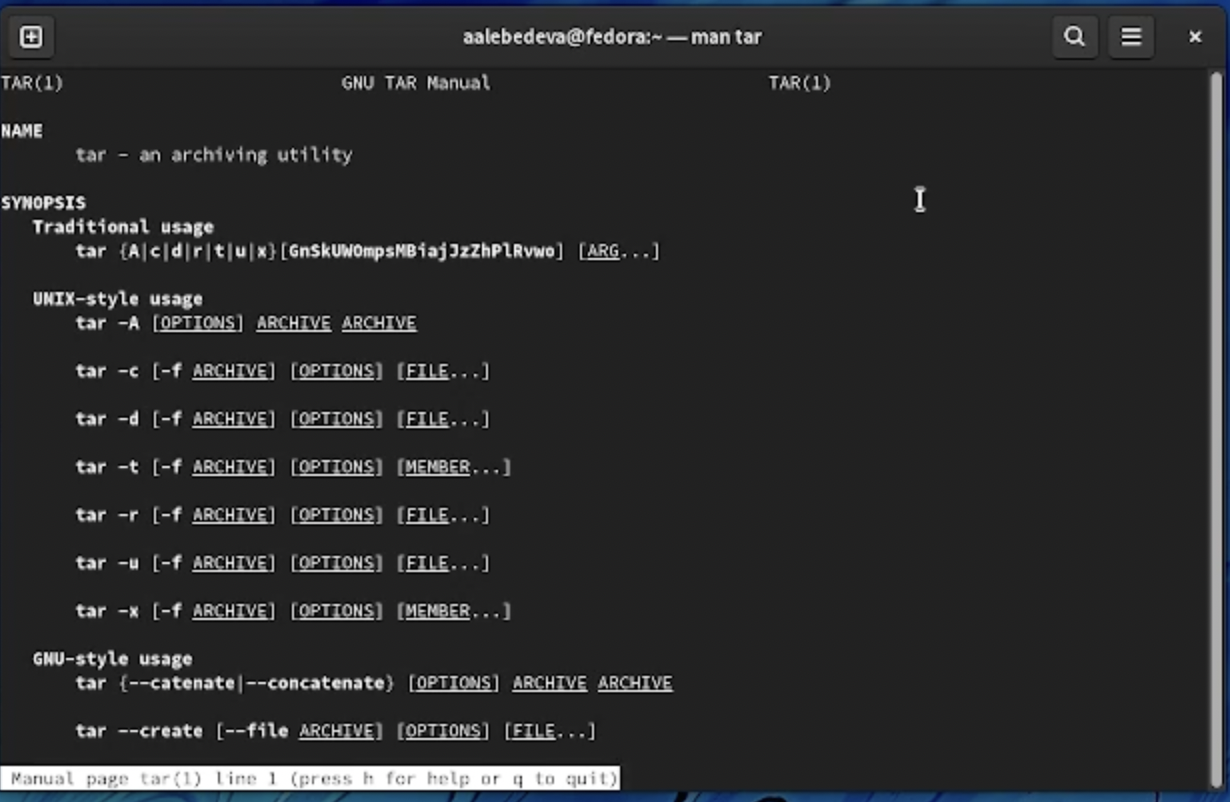 aalebedeva@fedora:~ — man tar
TAR(1) GNU TAR Manual TAR(1)
NAME
tar - an archiving utility
SYNOPSIS
Traditional usage
tar {A|c|d|r|t|u|x}[GnSkUWOmpsMBiajJzZhPlRvwo] [ARG...]
UNIX-style usage
tar -A [OPTIONS] ARCHIVE ARCHIVE
tar -c [-f ARCHIVE] [OPTIONS] [FILE...]
tar -d [-f ARCHIVE] [OPTIONS] [FILE...]
tar -t [-f ARCHIVE] [OPTIONS] [MEMBER...]
tar -r [-f ARCHIVE] [OPTIONS] [FILE...]
tar -u [-f ARCHIVE] [OPTIONS] [FILE...]
tar -x [-f ARCHIVE] [OPTIONS] [MEMBER...]
GNU-style usage
tar {--catenate|--concatenate} [OPTIONS] ARCHIVE ARCHIVE
tar --create [--file ARCHIVE] [OPTIONS] [FILE...]
Manual page tar(1) line 1 (press h for help or q to quit)